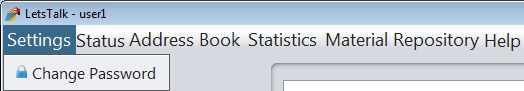 LetsTalk - user1
Settings Status Address Book Statistics Material Repository Help
Change Password